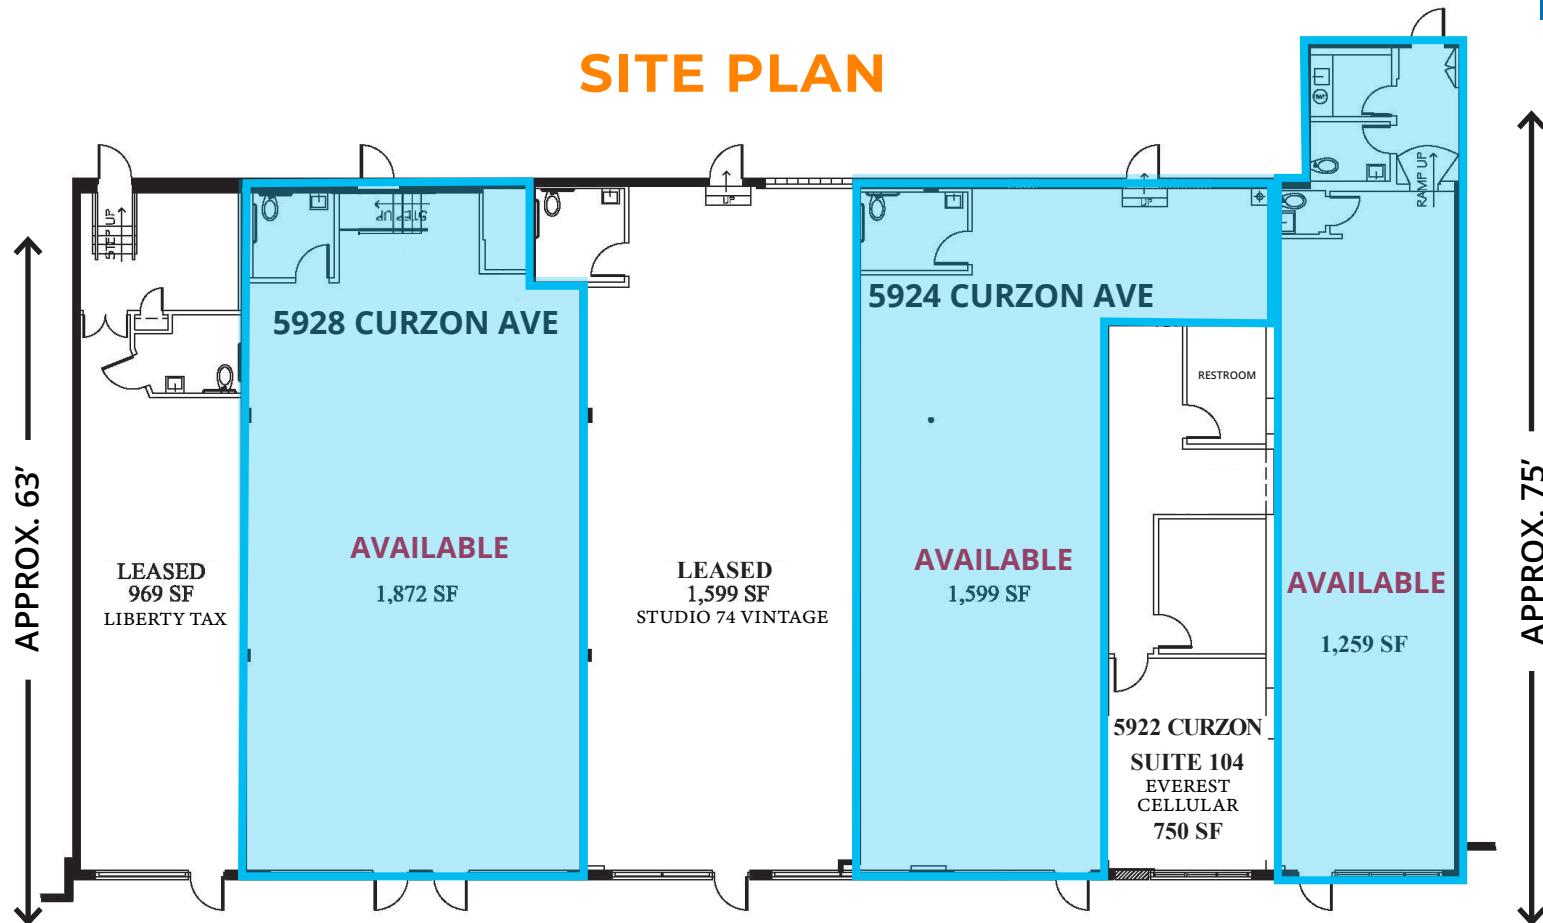 SITE PLAN
STEP UP
STEP UP
UP
UP
RAMP UP
5928 CURZON AVE
5924 CURZON AVE
RESTROOM
APPROX. 63'
APPROX. 75'
LEASED
969 SF
LIBERTY TAX
AVAILABLE
1,872 SF
LEASED
1,599 SF
STUDIO 74 VINTAGE
AVAILABLE
1,599 SF
AVAILABLE
1,259 SF
5922 CURZON
SUITE 104
EVEREST
CELLULAR
750 SF